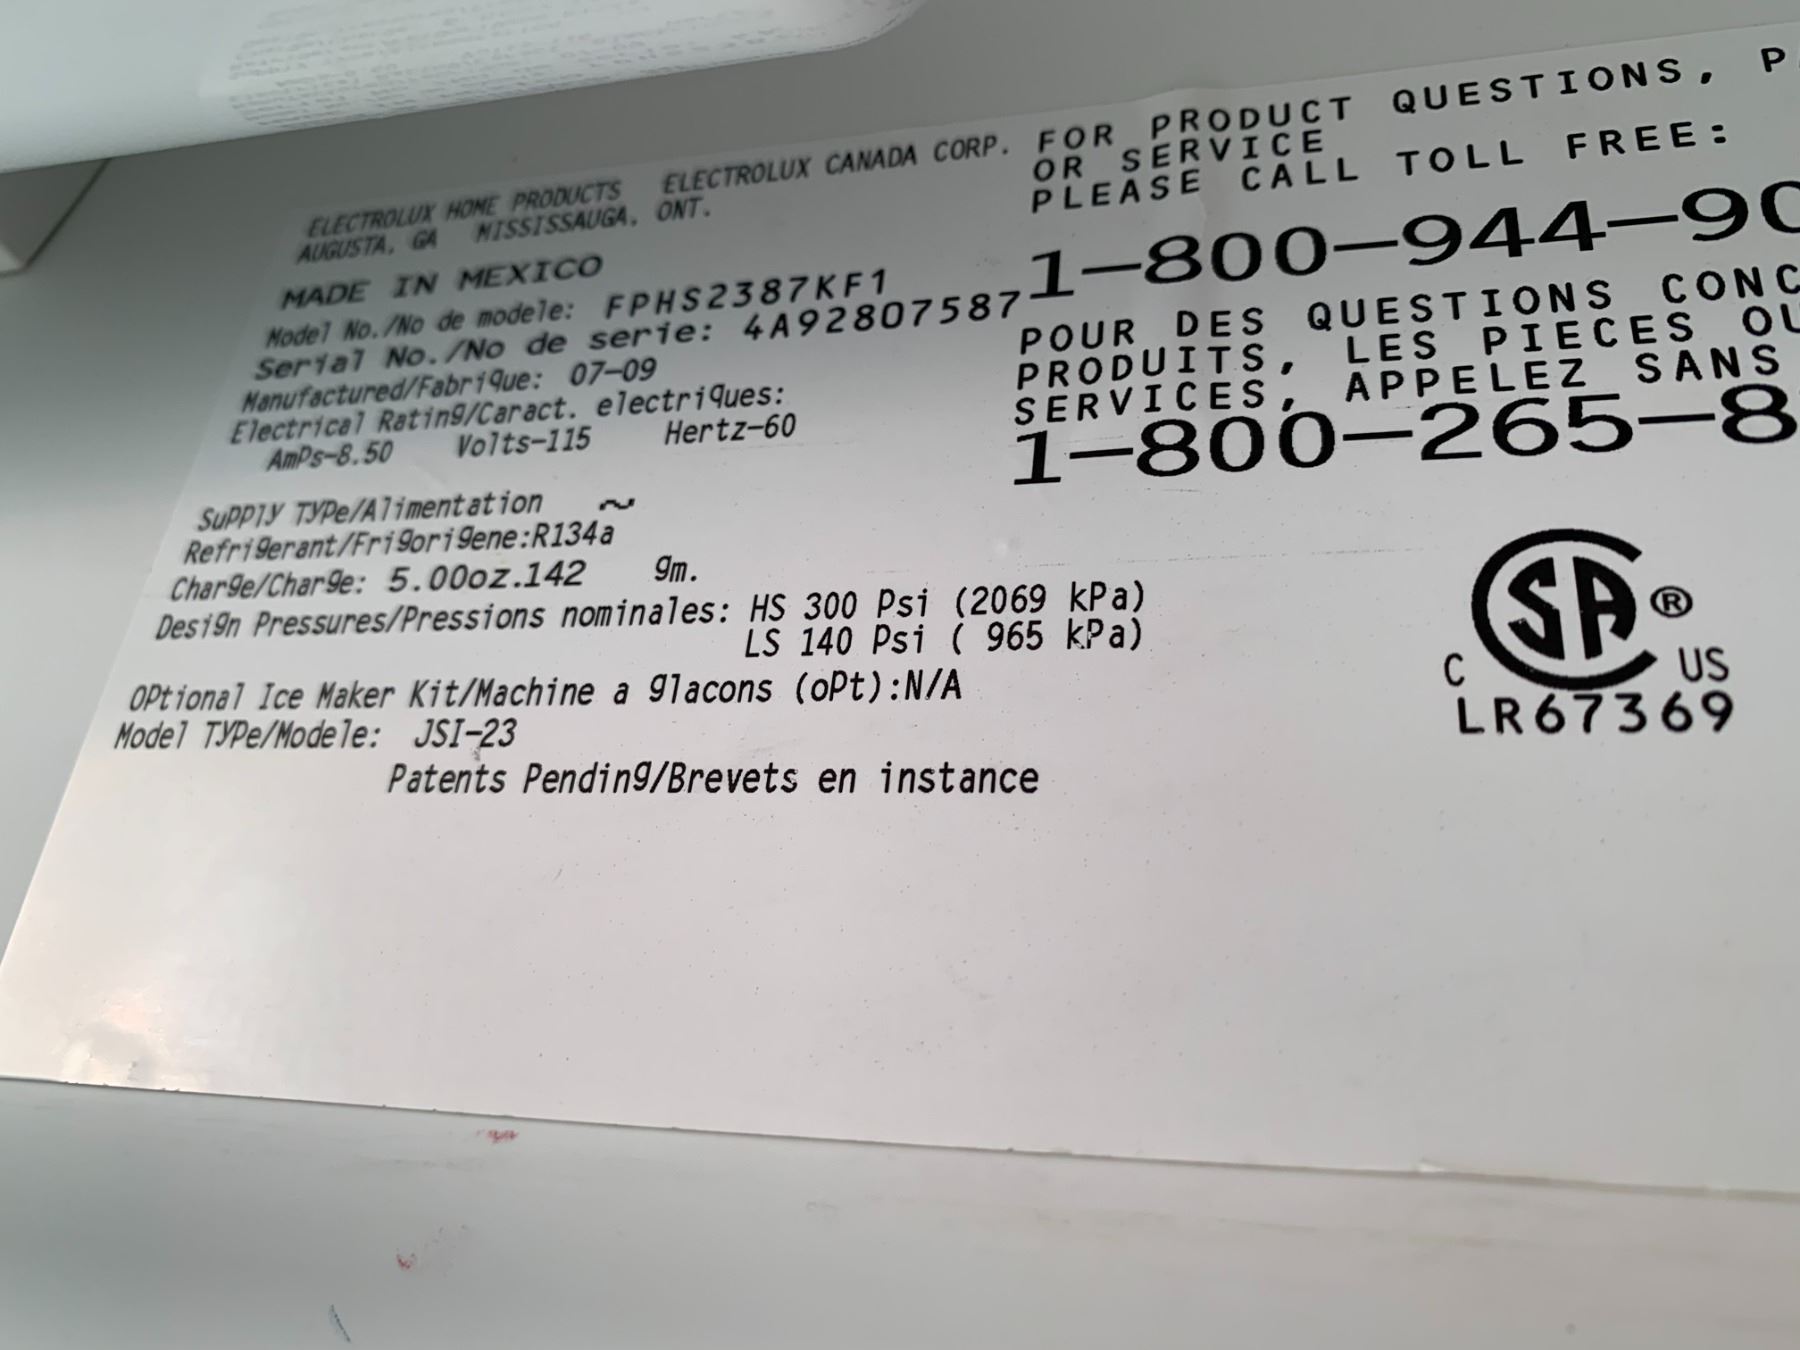 ELECTROLUX HOME PRODUCTS ELECTROLUX CANADA CORP.
AUGUSTA, GA MISSISSAUGA, ONT.
MADE IN MEXICO
Model No./No de modele: FPHS2387KF1
Serial No./No de serie: 4A92807587
Manufactured/Fabrique: 07-09
Electrical Rating/Caract. electriques:
Amps-8.50 Volts-115 Hertz-60
Supply Type/Alimentation ~
Refrigerant/Frigorigene:R134a
Charge/Charge: 5.00oz.142 gm.
Design Pressures/Pressions nominales: HS 300 Psi (2069 kPa)
LS 140 Psi ( 965 kPa)
Optional Ice Maker Kit/Machine a glacons (opt):N/A
Model Type/Modele: JSI-23
Patents Pending/Brevets en instance
FOR PRODUCT QUESTIONS,
OR SERVICE
PLEASE CALL TOLL FREE:
1-800-944-90
POUR DES QUESTIONS CONC
PRODUITS, LES PIECES OU
SERVICES, APPELEZ SANS
1-800-265-8
CSA®
C US
LR67369